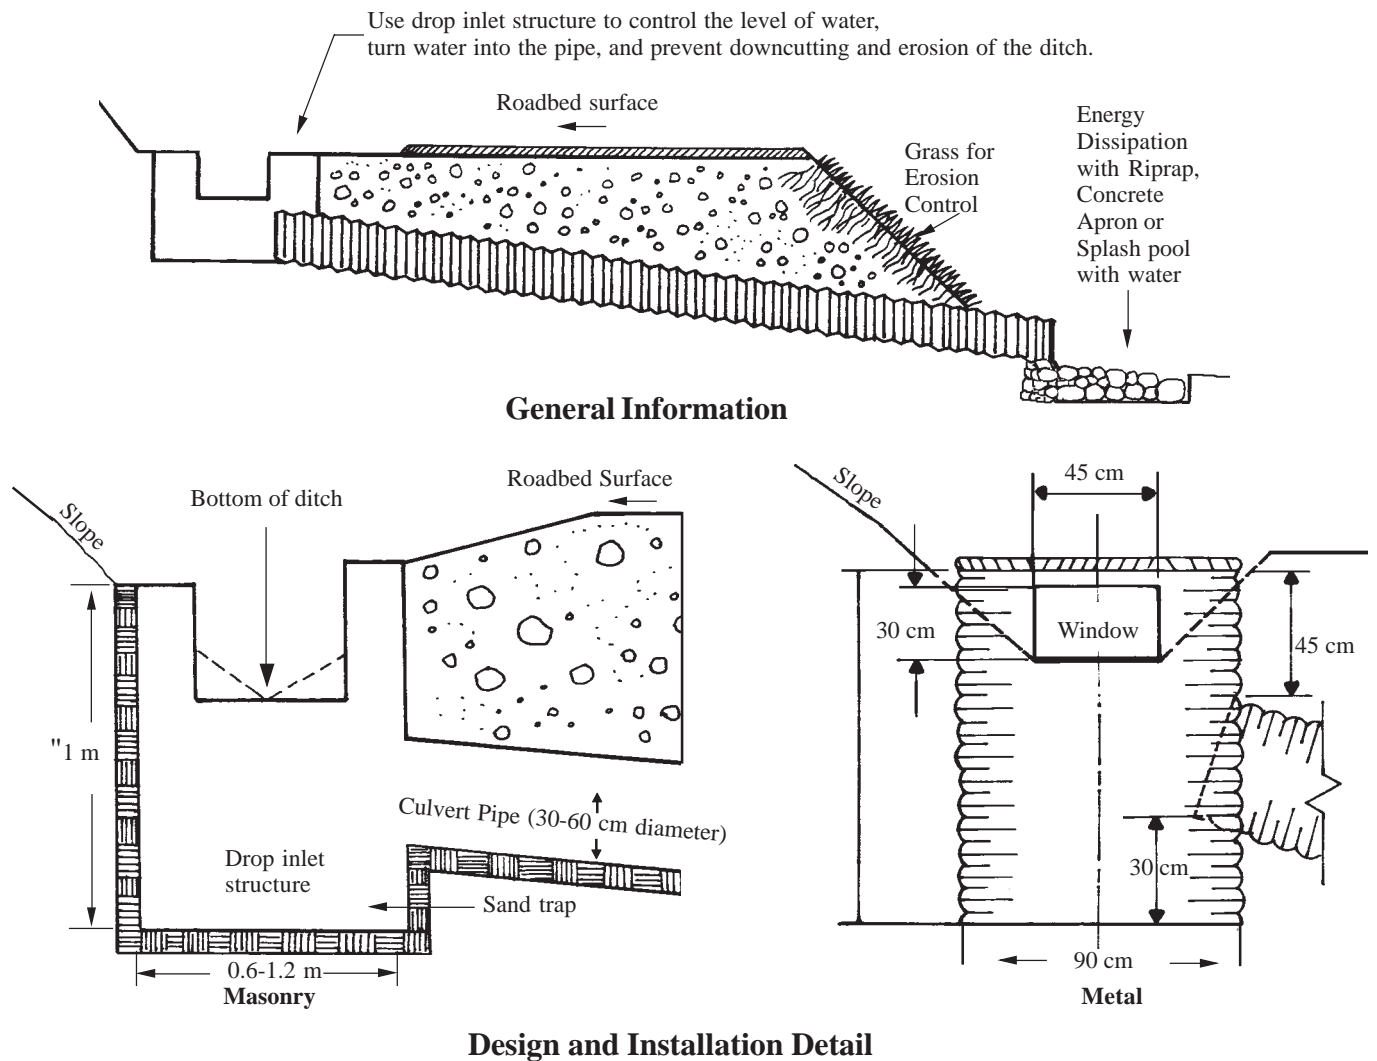 Use drop inlet structure to control the level of water,
turn water into the pipe, and prevent downcutting and erosion of the ditch.
Roadbed surface
Grass for
Erosion
Control
Energy
Dissipation
with Riprap,
Concrete
Apron or
Splash pool
with water
General Information
Slope
Bottom of ditch
Roadbed Surface
"1 m
Culvert Pipe (30-60 cm diameter)
Drop inlet
structure
Sand trap
0.6-1.2 m
Masonry
Slope
45 cm
30 cm
Window
45 cm
30 cm
90 cm
Metal
Design and Installation Detail